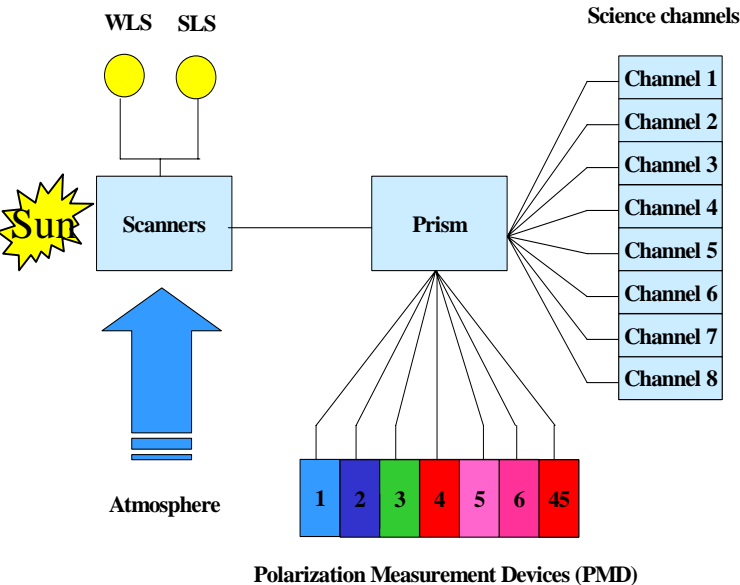 WLS SLS
Science channels
Channel 1
Channel 2
Channel 3
Channel 4
Channel 5
Channel 6
Channel 7
Channel 8
Sun
Scanners
Prism
Atmosphere
1 2 3 4 5 6 45
Polarization Measurement Devices (PMD)